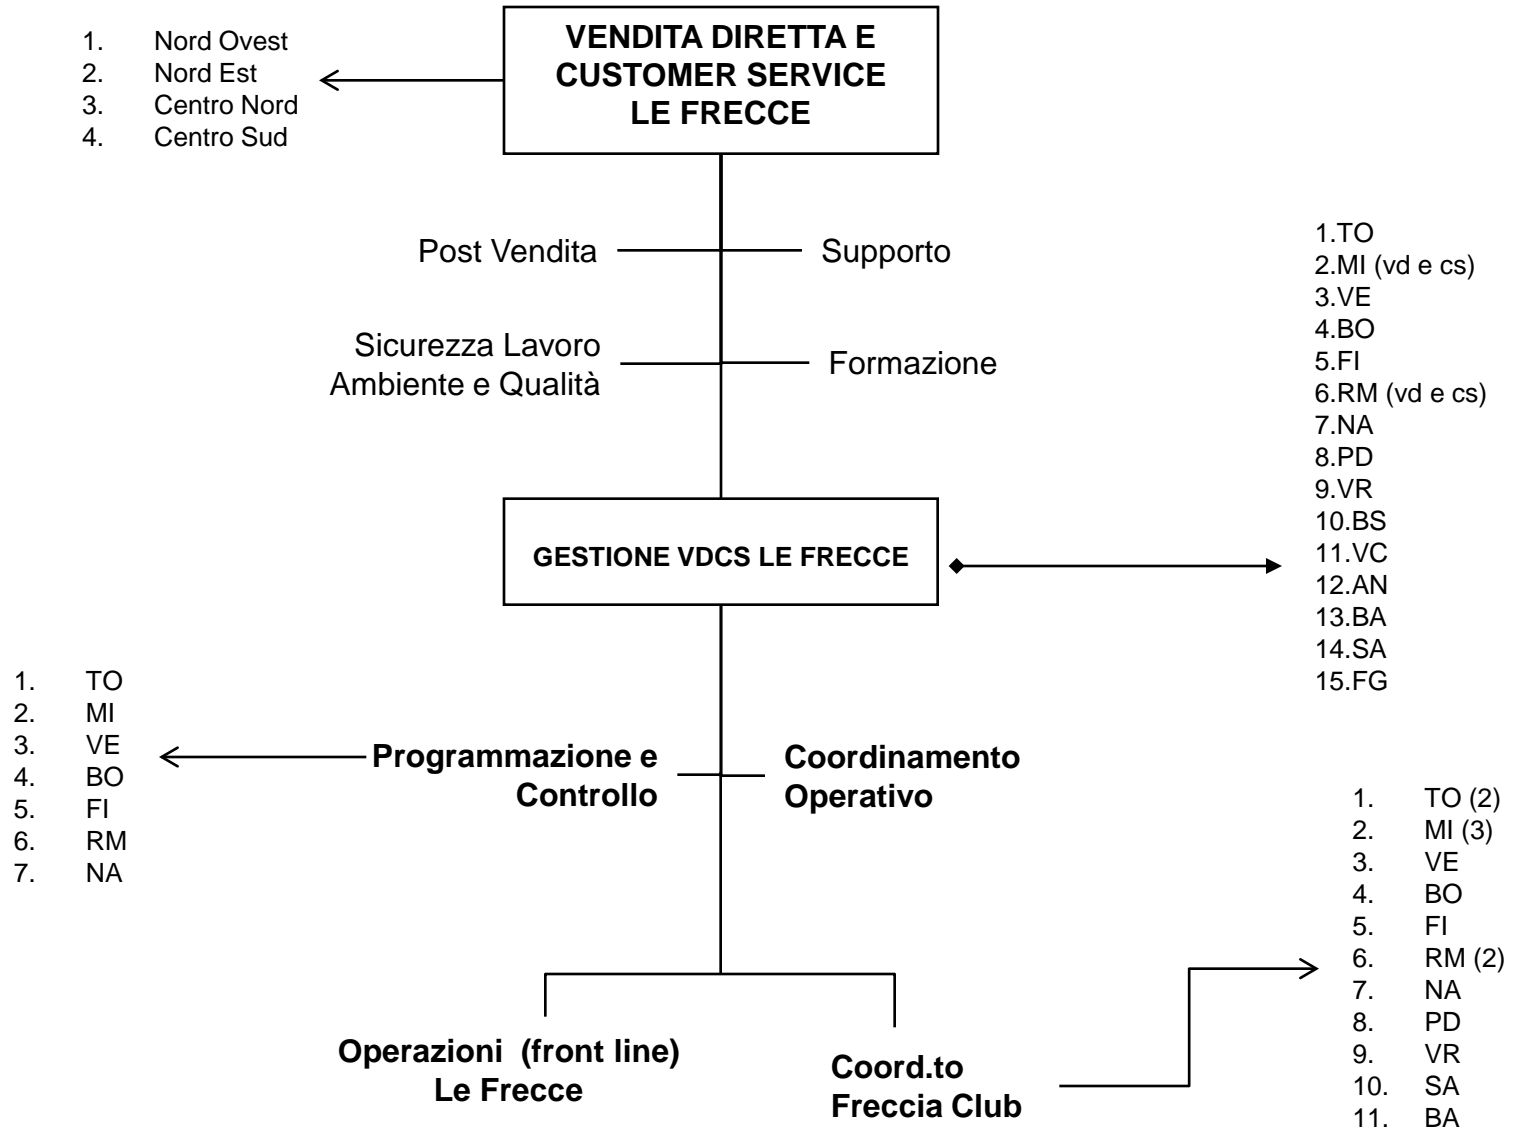 VENDITA DIRETTA E
CUSTOMER SERVICE
LE FRECCE
1. Nord Ovest
2. Nord Est
3. Centro Nord
4. Centro Sud
Post Vendita
Supporto
Sicurezza Lavoro
Ambiente e Qualità
Formazione
1.TO
2.MI (vd e cs)
3.VE
4.BO
5.FI
6.RM (vd e cs)
7.NA
8.PD
9.VR
10.BS
11.VC
12.AN
13.BA
14.SA
15.FG
GESTIONE VDCS LE FRECCE
1. TO
2. MI
3. VE
4. BO
5. FI
6. RM
7. NA
Programmazione e
Controllo
Coordinamento
Operativo
1. TO (2)
2. MI (3)
3. VE
4. BO
5. FI
6. RM (2)
7. NA
8. PD
9. VR
10. SA
11. BA
Operazioni (front line)
Le Frecce
Coord.to
Freccia Club